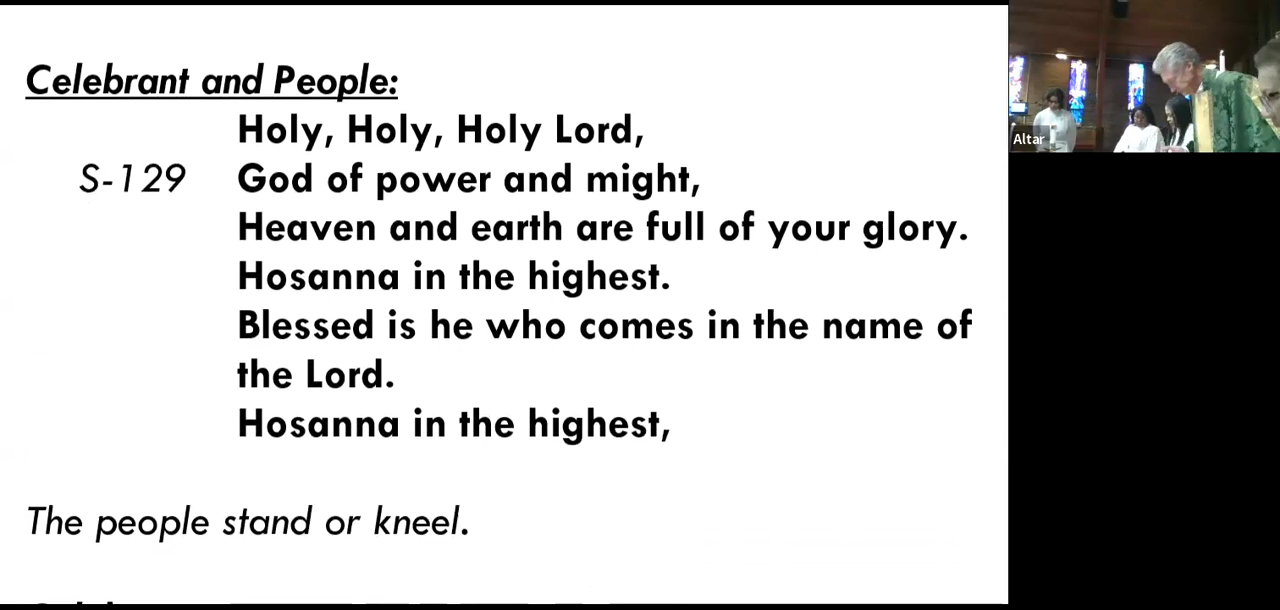 Celebrant and People:
Holy, Holy, Holy Lord,
S-129 God of power and might,
Heaven and earth are full of your glory.
Hosanna in the highest.
Blessed is he who comes in the name of
the Lord.
Hosanna in the highest,
The people stand or kneel.
Altar